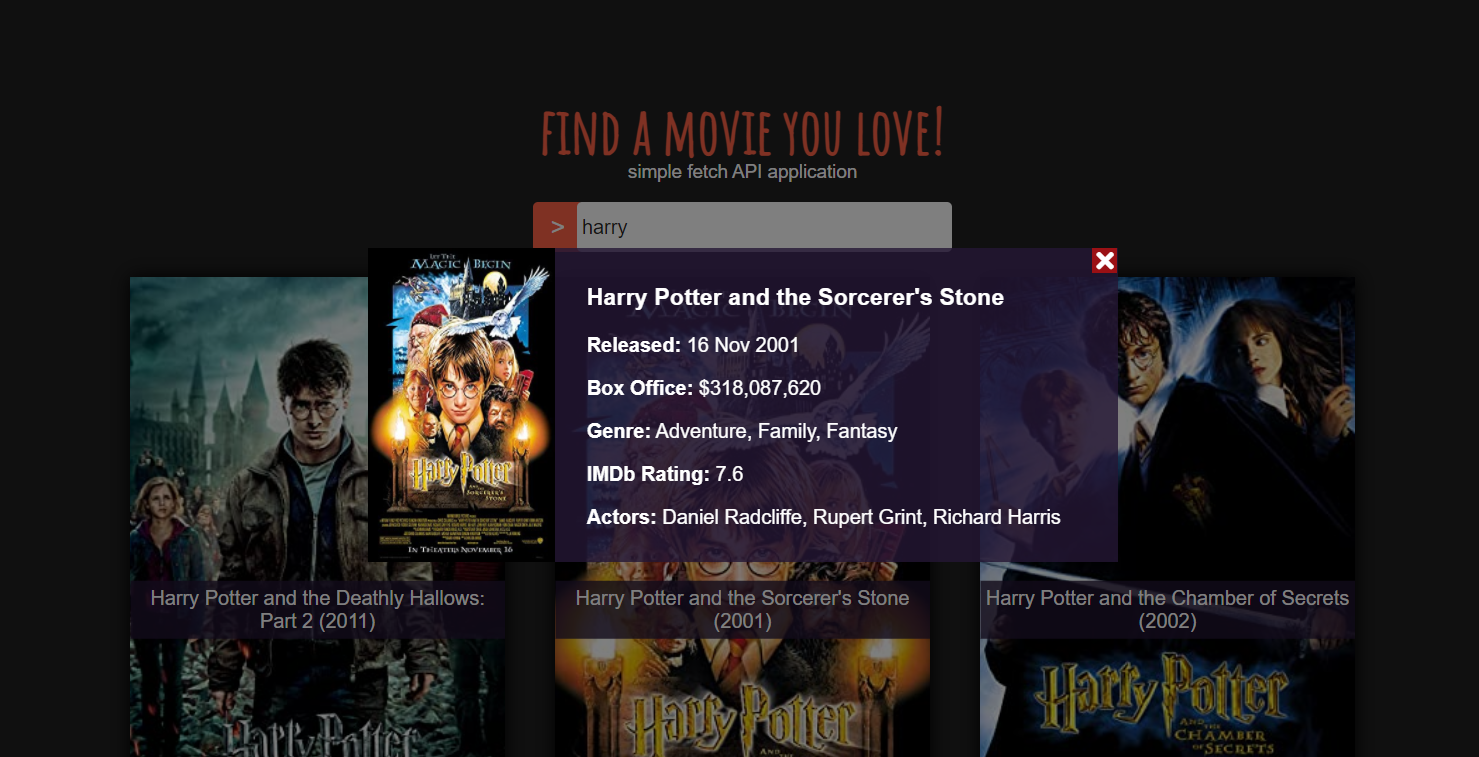 FIND A MOVIE YOU LOVE!
simple fetch API application
> harry
LET THE
MAGIC BEGIN
Harry Potter
AND THE
SORCERER'S STONE
IN THEATERS NOVEMBER 16
Harry Potter and the Sorcerer's Stone
Released: 16 Nov 2001
Box Office: $318,087,620
Genre: Adventure, Family, Fantasy
IMDb Rating: 7.6
Actors: Daniel Radcliffe, Rupert Grint, Richard Harris
MAGIC BEGIN
Harry Potter and the Deathly Hallows:
Part 2 (2011)
Harry Potter and the Sorcerer's Stone
(2001)
Harry Potter and the Chamber of Secrets
(2002)
Harry Potter
Harry Potter
AND THE
Harry Potter
AND THE
CHAMBER
OF SECRETS